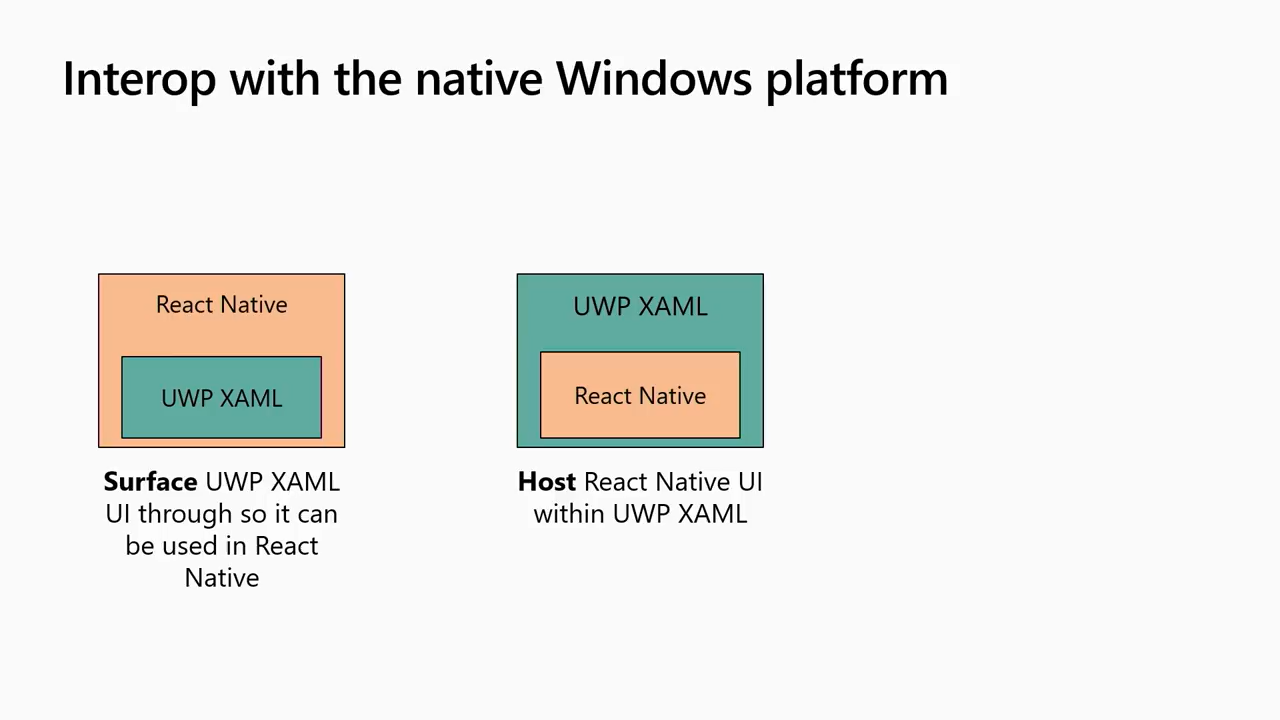 Interop with the native Windows platform
React Native
UWP XAML
Surface UWP XAML
UI through so it can
be used in React
Native
UWP XAML
React Native
Host React Native UI
within UWP XAML